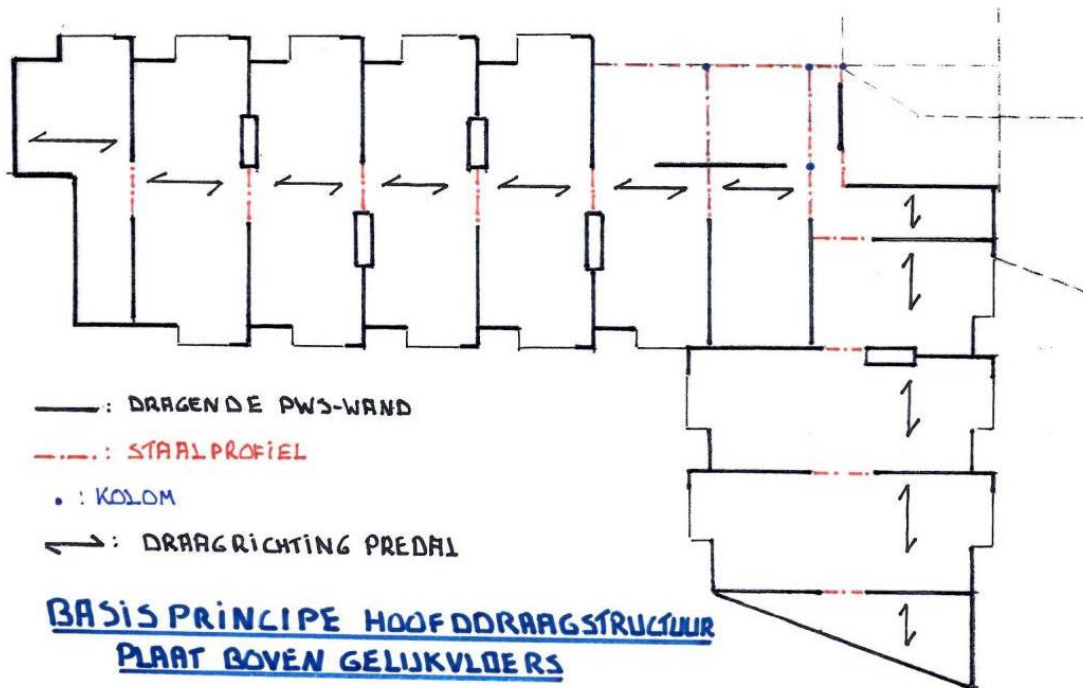 : DRAGENDE PWS-WAND
: STAALPROFIEL
: KOLOM
: DRAAGRICHTING PREDAL
BASISPRINCIPE HOOFDDRAAGSTRUCTUUR
PLAAT BOVEN GELIJKVLOERS